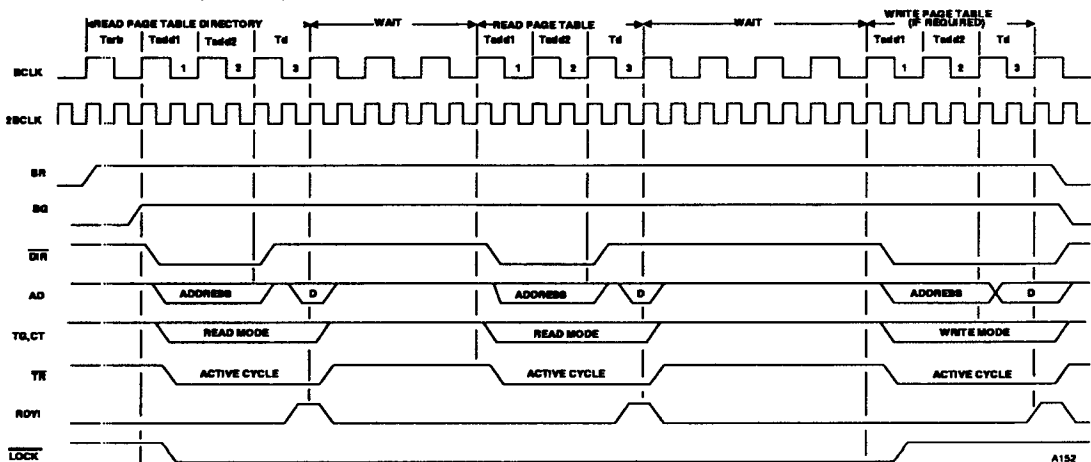 READ PAGE TABLE DIRECTORY WAIT READ PAGE TABLE WAIT WRITE PAGE TABLE
(IF REQUIRED)
Tarb Tadd1 Tadd2 Td Tadd1 Tadd2 Td Tadd1 Tadd2 Td
BCLK 1 2 3 1 2 3 1 2 3
2BCLK
BR
BG
DIR
AD ADDRESS D ADDRESS D ADDRESS D
TG,CT READ MODE READ MODE WRITE MODE
TR ACTIVE CYCLE ACTIVE CYCLE ACTIVE CYCLE
RDYI
LOCK
A152